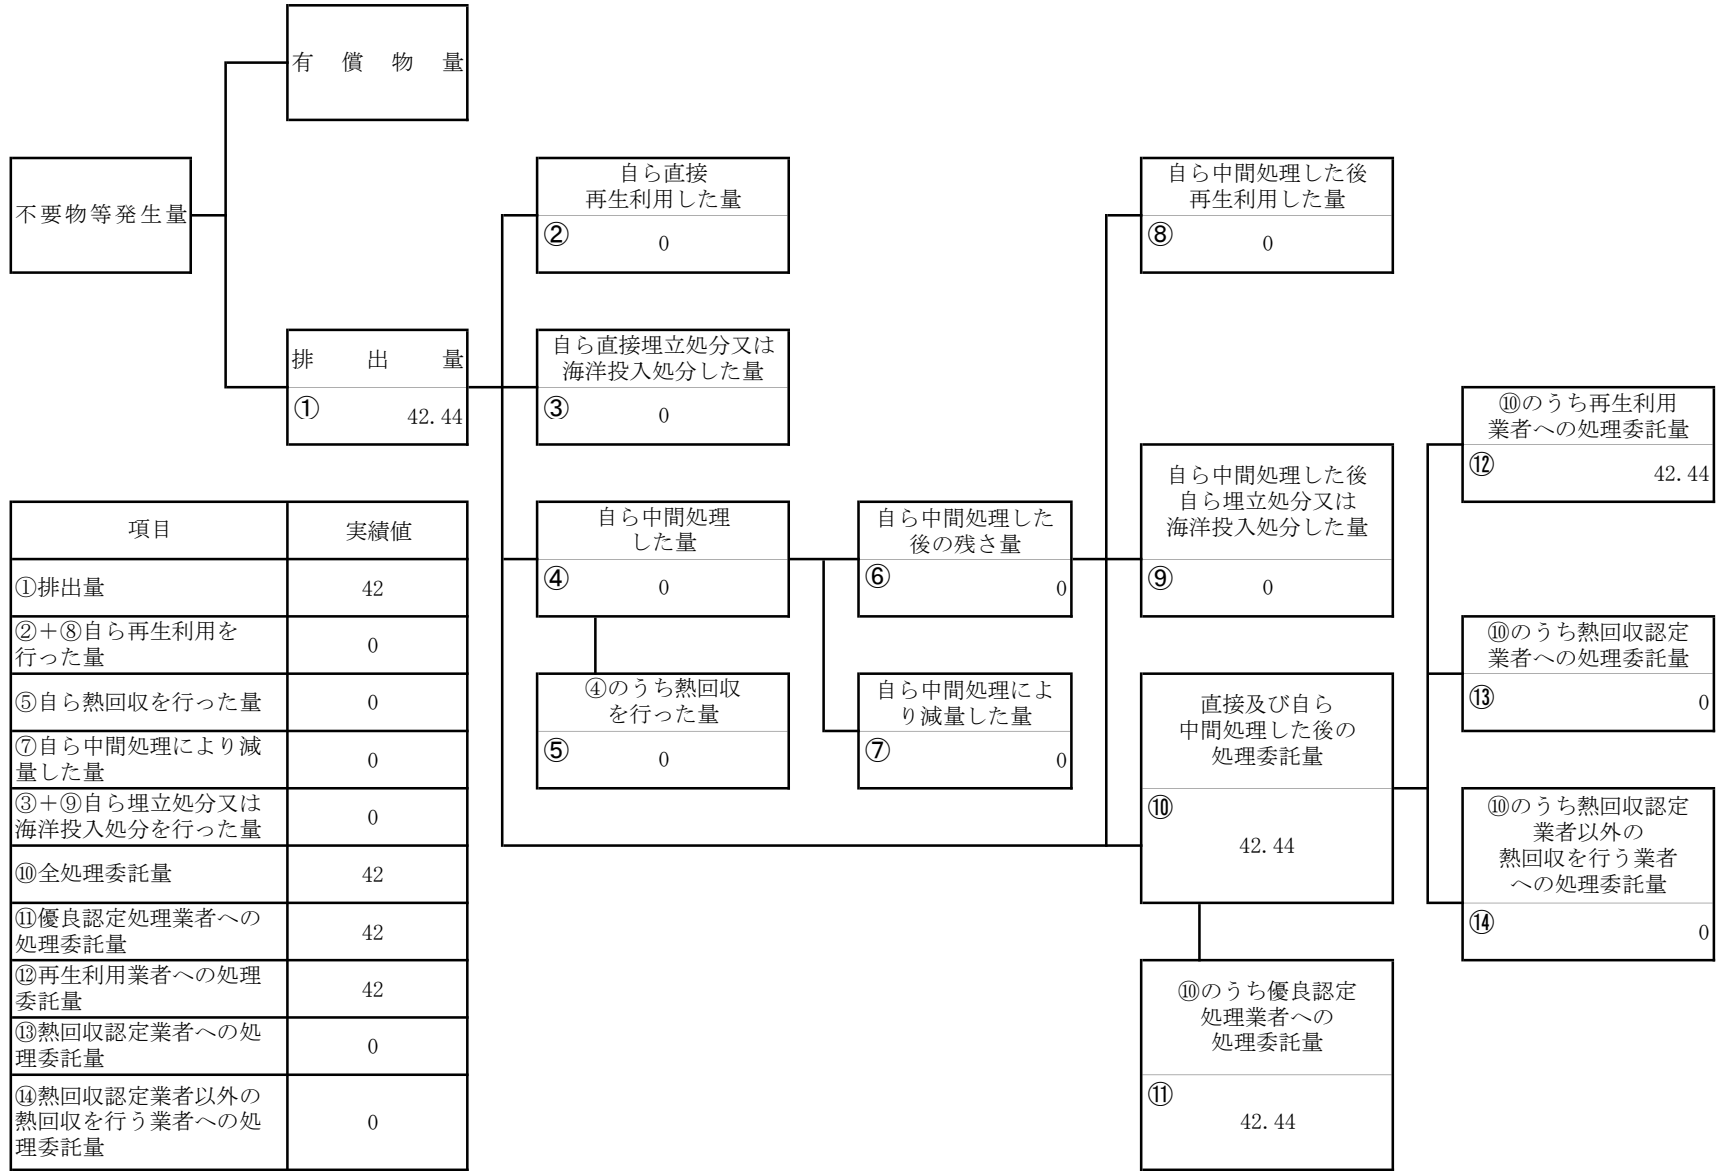 有償物量
不要物等発生量
自ら直接
再生利用した量
②
0
自ら中間処理した後
再生利用した量
⑧
0
排出量
①
42.44
自ら直接埋立処分又は
海洋投入処分した量
③
0
⑩のうち再生利用
業者への処理委託量
⑫
42.44
自ら中間処理
した量
④
0
自ら中間処理した
後の残さ量
⑥
0
自ら中間処理した後
自ら埋立処分又は
海洋投入処分した量
⑨
0
⑩のうち熱回収認定
業者への処理委託量
⑬
0
④のうち熱回収
を行った量
⑤
0
自ら中間処理によ
り減量した量
⑦
0
直接及び自ら
中間処理した後の
処理委託量
⑩
42.44
⑩のうち熱回収認定
業者以外の
熱回収を行う業者
への処理委託量
⑭
0
⑩のうち優良認定
処理業者への
処理委託量
⑪
42.44
項目 実績値
①排出量 42
②+⑧自ら再生利用を
行った量 0
⑤自ら熱回収を行った量 0
⑦自ら中間処理により減
量した量 0
③+⑨自ら埋立処分又は
海洋投入処分を行った量 0
⑩全処理委託量 42
⑪優良認定処理業者への
処理委託量 42
⑫再生利用業者への処理
委託量 42
⑬熱回収認定業者への処
理委託量 0
⑭熱回収認定業者以外の
熱回収を行う業者への処
理委託量 0